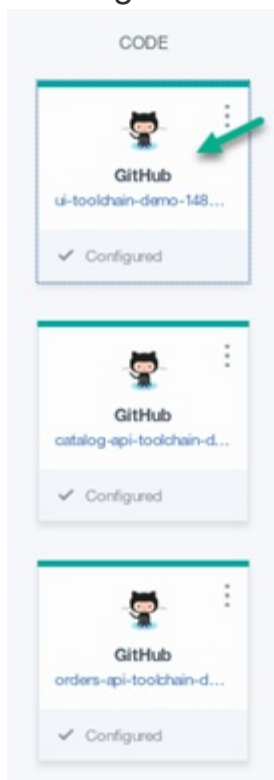 CODE
GitHub
ui-toolchain-demo-148...
✓ Configured
GitHub
catalog-api-toolchain-d...
✓ Configured
GitHub
orders-api-toolchain-d...
✓ Configured